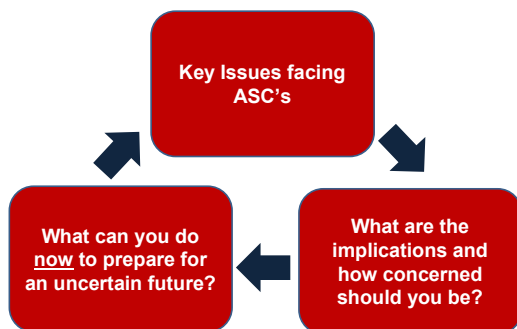 Key Issues facing
ASC's
What can you do
now to prepare for
an uncertain future?
What are the
implications and
how concerned
should you be?